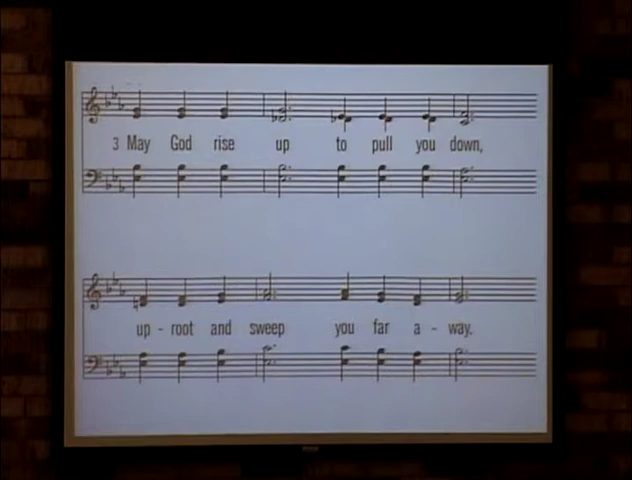 3 May God rise up to pull you down,
up - root and sweep you far a - way.